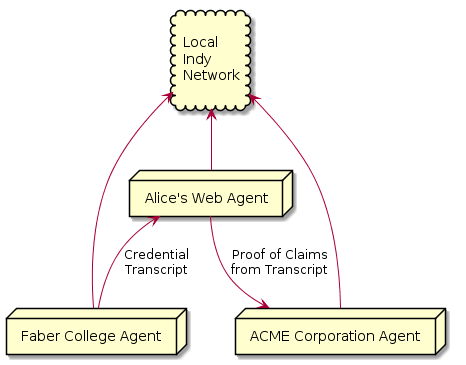 Local
Indy
Network
Alice's Web Agent
Credential
Transcript
Proof of Claims
from Transcript
Faber College Agent
ACME Corporation Agent